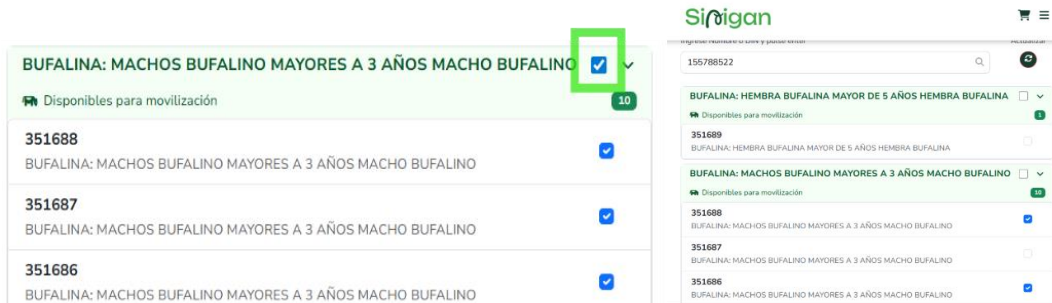 BUFALINA: MACHOS BUFALINO MAYORES A 3 AÑOS MACHO BUFALINO
Disponibles para movilización
10
351688
BUFALINA: MACHOS BUFALINO MAYORES A 3 AÑOS MACHO BUFALINO
351687
BUFALINA: MACHOS BUFALINO MAYORES A 3 AÑOS MACHO BUFALINO
351686
BUFALINA: MACHOS BUFALINO MAYORES A 3 AÑOS MACHO BUFALINO
Sinigan
Ingrese Nombre o DIN y pulse enter
Actualizar
155788522
BUFALINA: HEMBRA BUFALINA MAYOR DE 5 AÑOS HEMBRA BUFALINA
Disponibles para movilización
1
351689
BUFALINA: HEMBRA BUFALINA MAYOR DE 5 AÑOS HEMBRA BUFALINA
BUFALINA: MACHOS BUFALINO MAYORES A 3 AÑOS MACHO BUFALINO
Disponibles para movilización
10
351688
BUFALINA: MACHOS BUFALINO MAYORES A 3 AÑOS MACHO BUFALINO
351687
BUFALINA: MACHOS BUFALINO MAYORES A 3 AÑOS MACHO BUFALINO
351686
BUFALINA: MACHOS BUFALINO MAYORES A 3 AÑOS MACHO BUFALINO